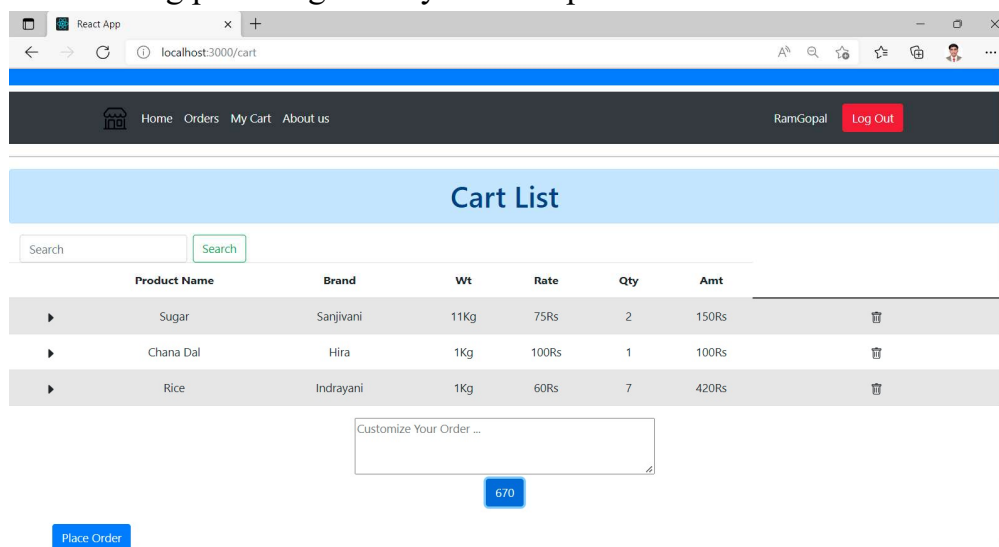 React App
localhost:3000/cart
Home Orders My Cart About us RamGopal Log Out
Cart List
Search Search
Product Name Brand Wt Rate Qty Amt
Sugar Sanjivani 11Kg 75Rs 2 150Rs
Chana Dal Hira 1Kg 100Rs 1 100Rs
Rice Indrayani 1Kg 60Rs 7 420Rs
Customize Your Order ...
670
Place Order